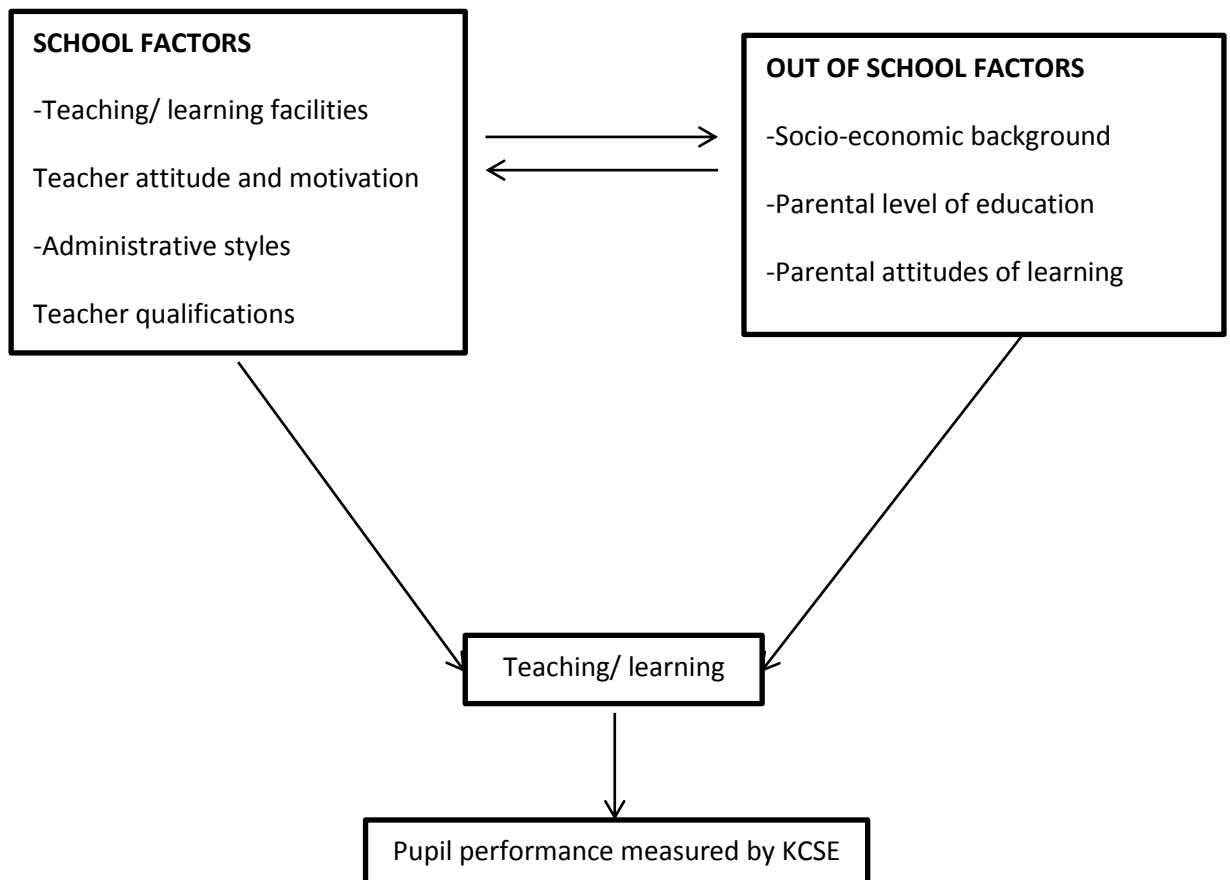 SCHOOL FACTORS
-Teaching/ learning facilities
Teacher attitude and motivation
-Administrative styles
Teacher qualifications
OUT OF SCHOOL FACTORS
-Socio-economic background
-Parental level of education
-Parental attitudes of learning
Teaching/ learning
Pupil performance measured by KCSE